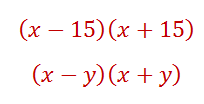 (x − 15)(x + 15)
(x − y)(x + y)